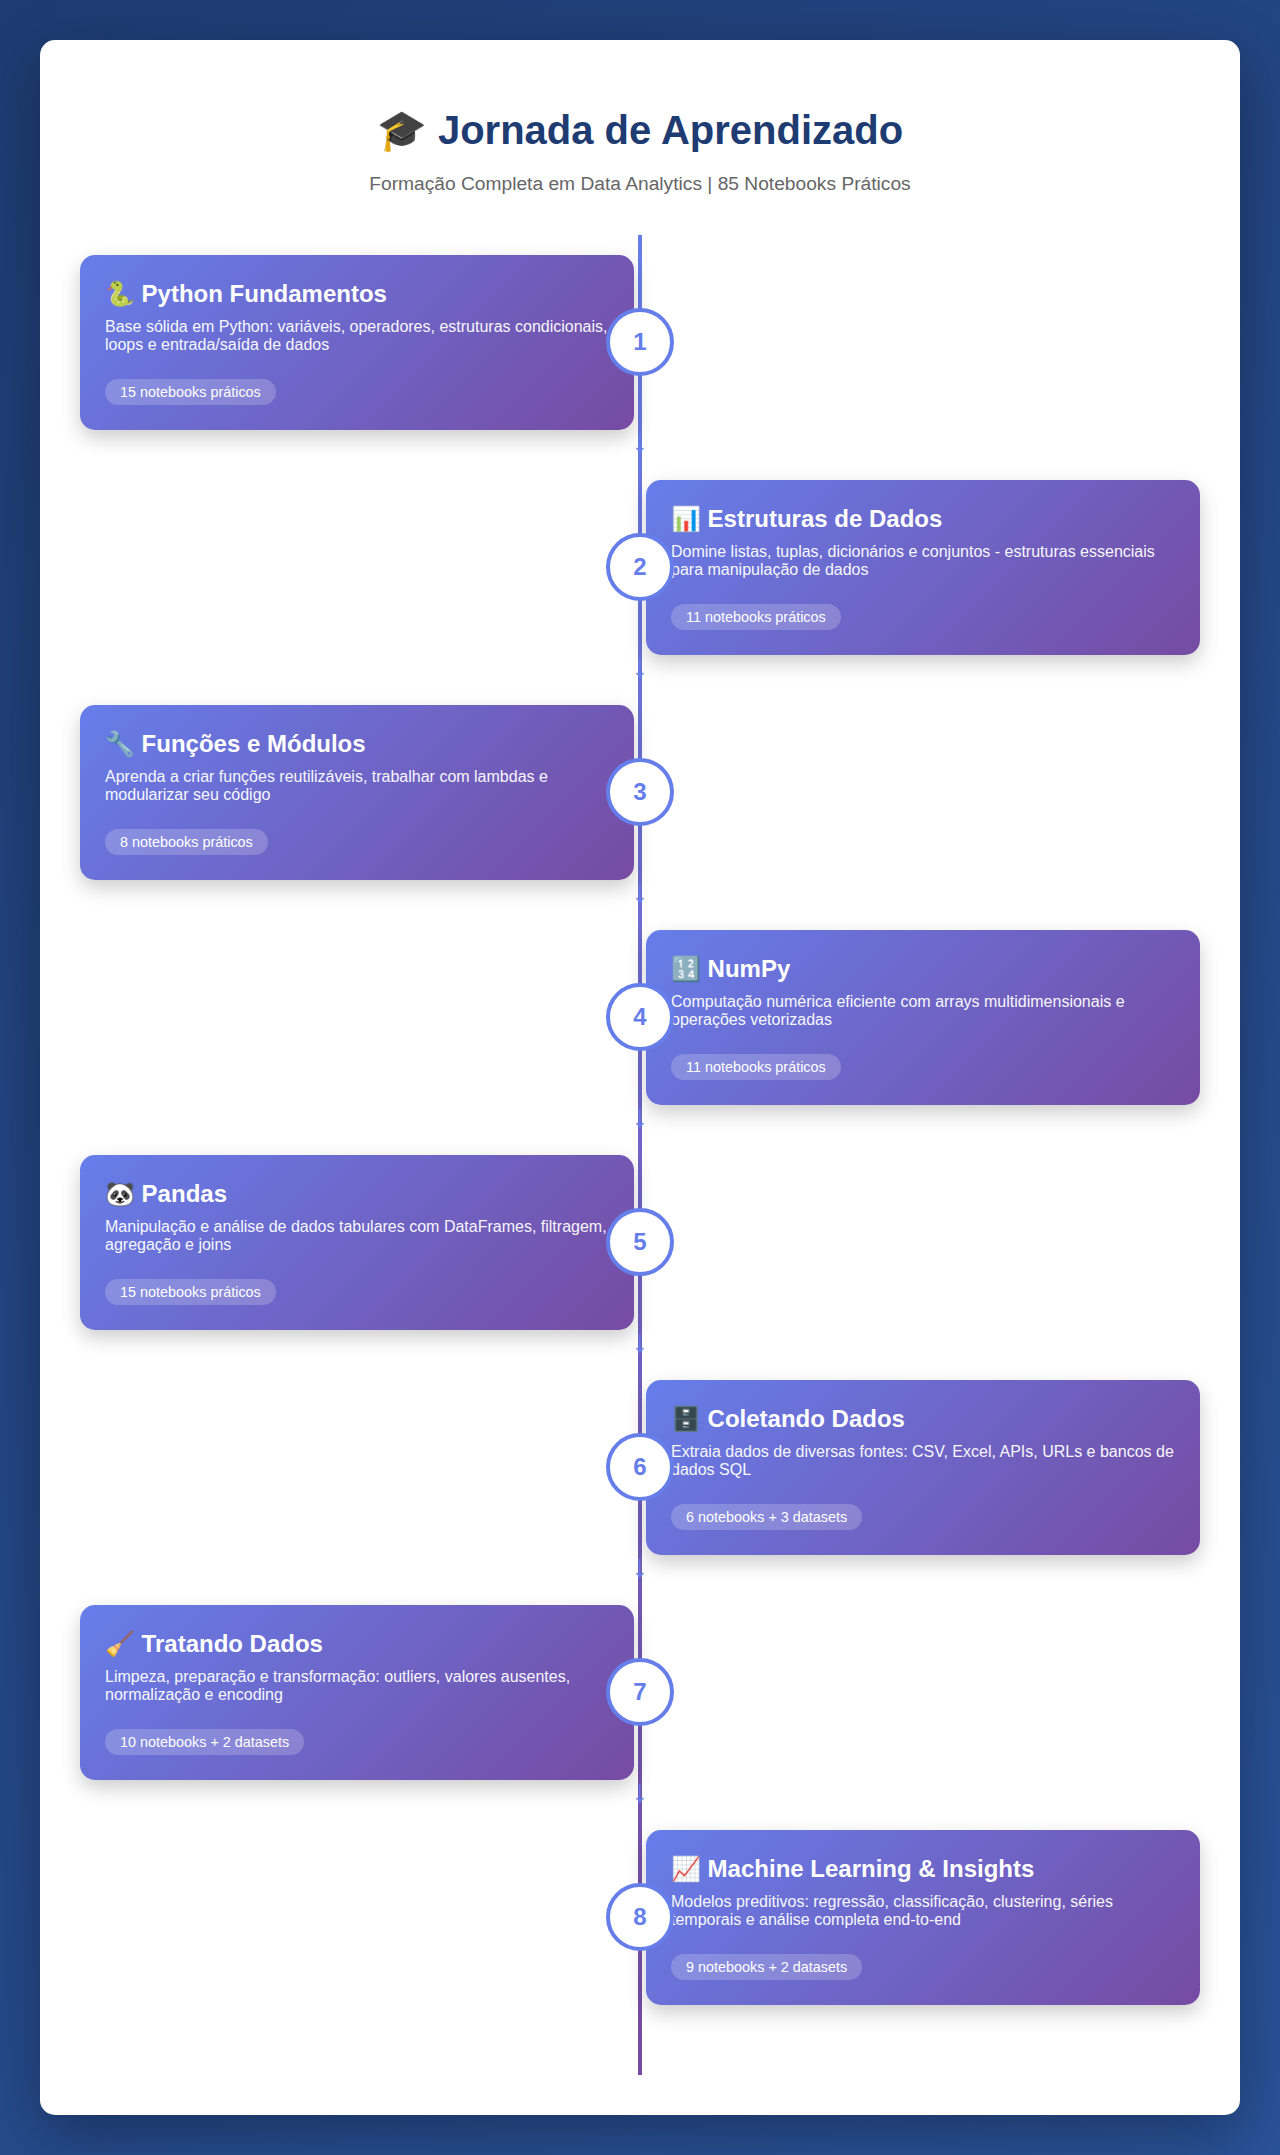 🎓 Jornada de Aprendizado
Formação Completa em Data Analytics | 85 Notebooks Práticos
🐍 Python Fundamentos
Base sólida em Python: variáveis, operadores, estruturas condicionais,
loops e entrada/saída de dados
15 notebooks práticos
1
📊 Estruturas de Dados
Domine listas, tuplas, dicionários e conjuntos - estruturas essenciais
para manipulação de dados
11 notebooks práticos
2
🔧 Funções e Módulos
Aprenda a criar funções reutilizáveis, trabalhar com lambdas e
modularizar seu código
8 notebooks práticos
3
🔢 NumPy
Computação numérica eficiente com arrays multidimensionais e
operações vetorizadas
11 notebooks práticos
4
🐼 Pandas
Manipulação e análise de dados tabulares com DataFrames, filtragem,
agregação e joins
15 notebooks práticos
5
🗄️ Coletando Dados
Extraia dados de diversas fontes: CSV, Excel, APIs, URLs e bancos de
dados SQL
6 notebooks + 3 datasets
6
🧹 Tratando Dados
Limpeza, preparação e transformação: outliers, valores ausentes,
normalização e encoding
10 notebooks + 2 datasets
7
📈 Machine Learning & Insights
Modelos preditivos: regressão, classificação, clustering, séries
temporais e análise completa end-to-end
9 notebooks + 2 datasets
8